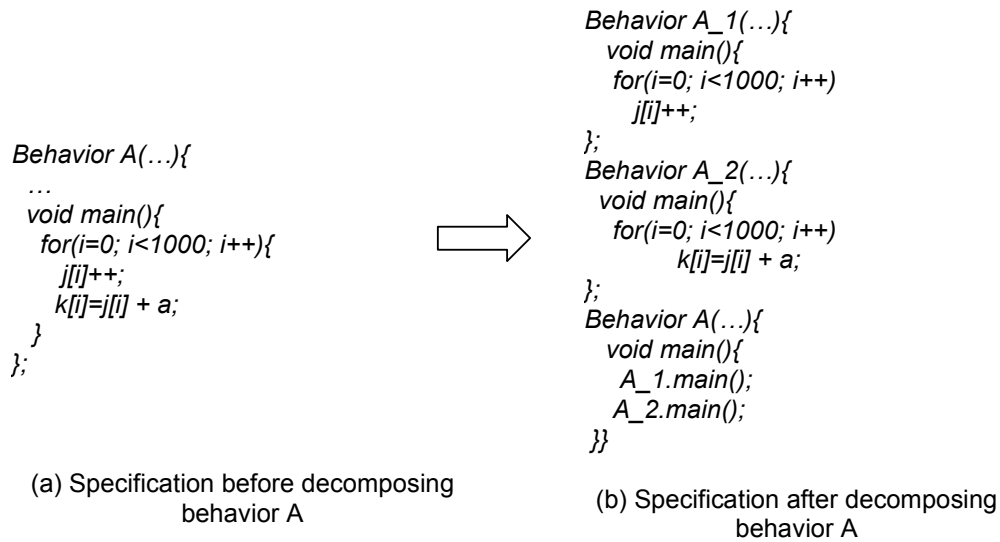 Behavior A(…){
…
void main(){
for(i=0; i<1000; i++){
j[i]++;
k[i]=j[i] + a;
}
};
(a) Specification before decomposing
behavior A
Behavior A_1(…){
void main(){
for(i=0; i<1000; i++)
j[i]++;
};
Behavior A_2(…){
void main(){
for(i=0; i<1000; i++)
k[i]=j[i] + a;
};
Behavior A(…){
void main(){
A_1.main();
A_2.main();
}}
(b) Specification after decomposing
behavior A